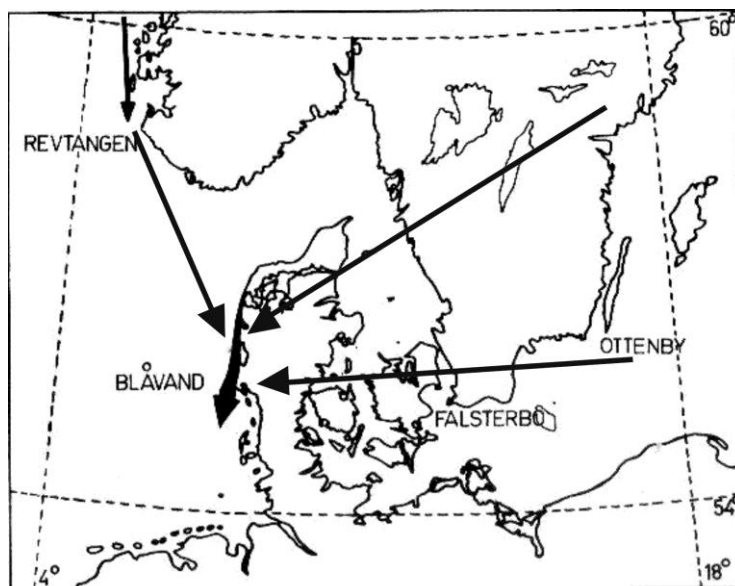 60°
REVTANGEN
OTTENBY
BLÅVAND
FALSTERBO
54°
4°
18°